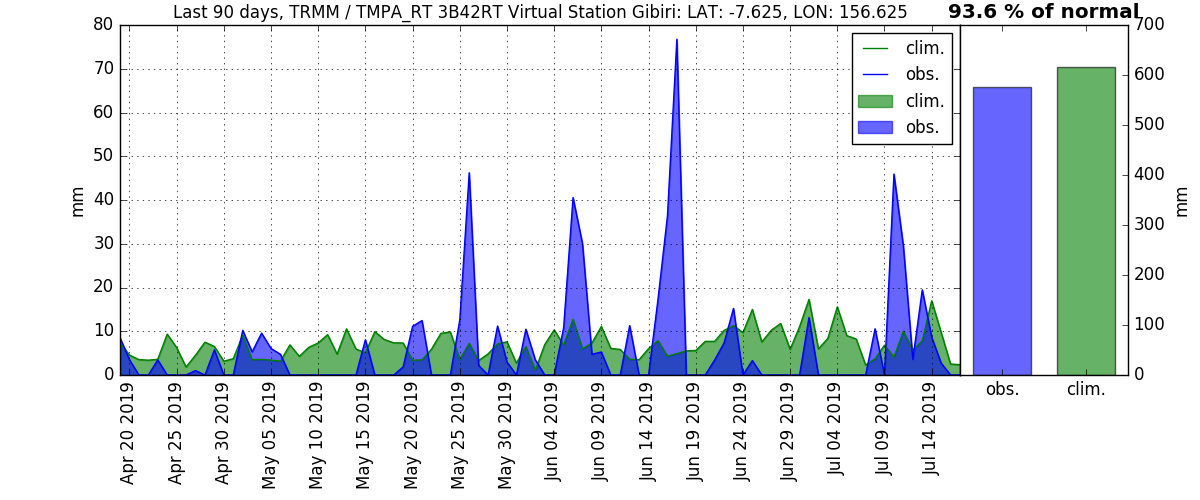 Last 90 days, TRMM / TMPA_RT 3B42RT Virtual Station Gibiri: LAT: -7.625, LON: 156.625
93.6 % of normal
80
70
60
50
40
30
20
10
0
mm
clim.
obs.
clim.
obs.
Apr 20 2019
Apr 25 2019
Apr 30 2019
May 05 2019
May 10 2019
May 15 2019
May 20 2019
May 25 2019
May 30 2019
Jun 04 2019
Jun 09 2019
Jun 14 2019
Jun 19 2019
Jun 24 2019
Jun 29 2019
Jul 04 2019
Jul 09 2019
Jul 14 2019
700
600
500
400
300
200
100
0
mm
obs.
clim.